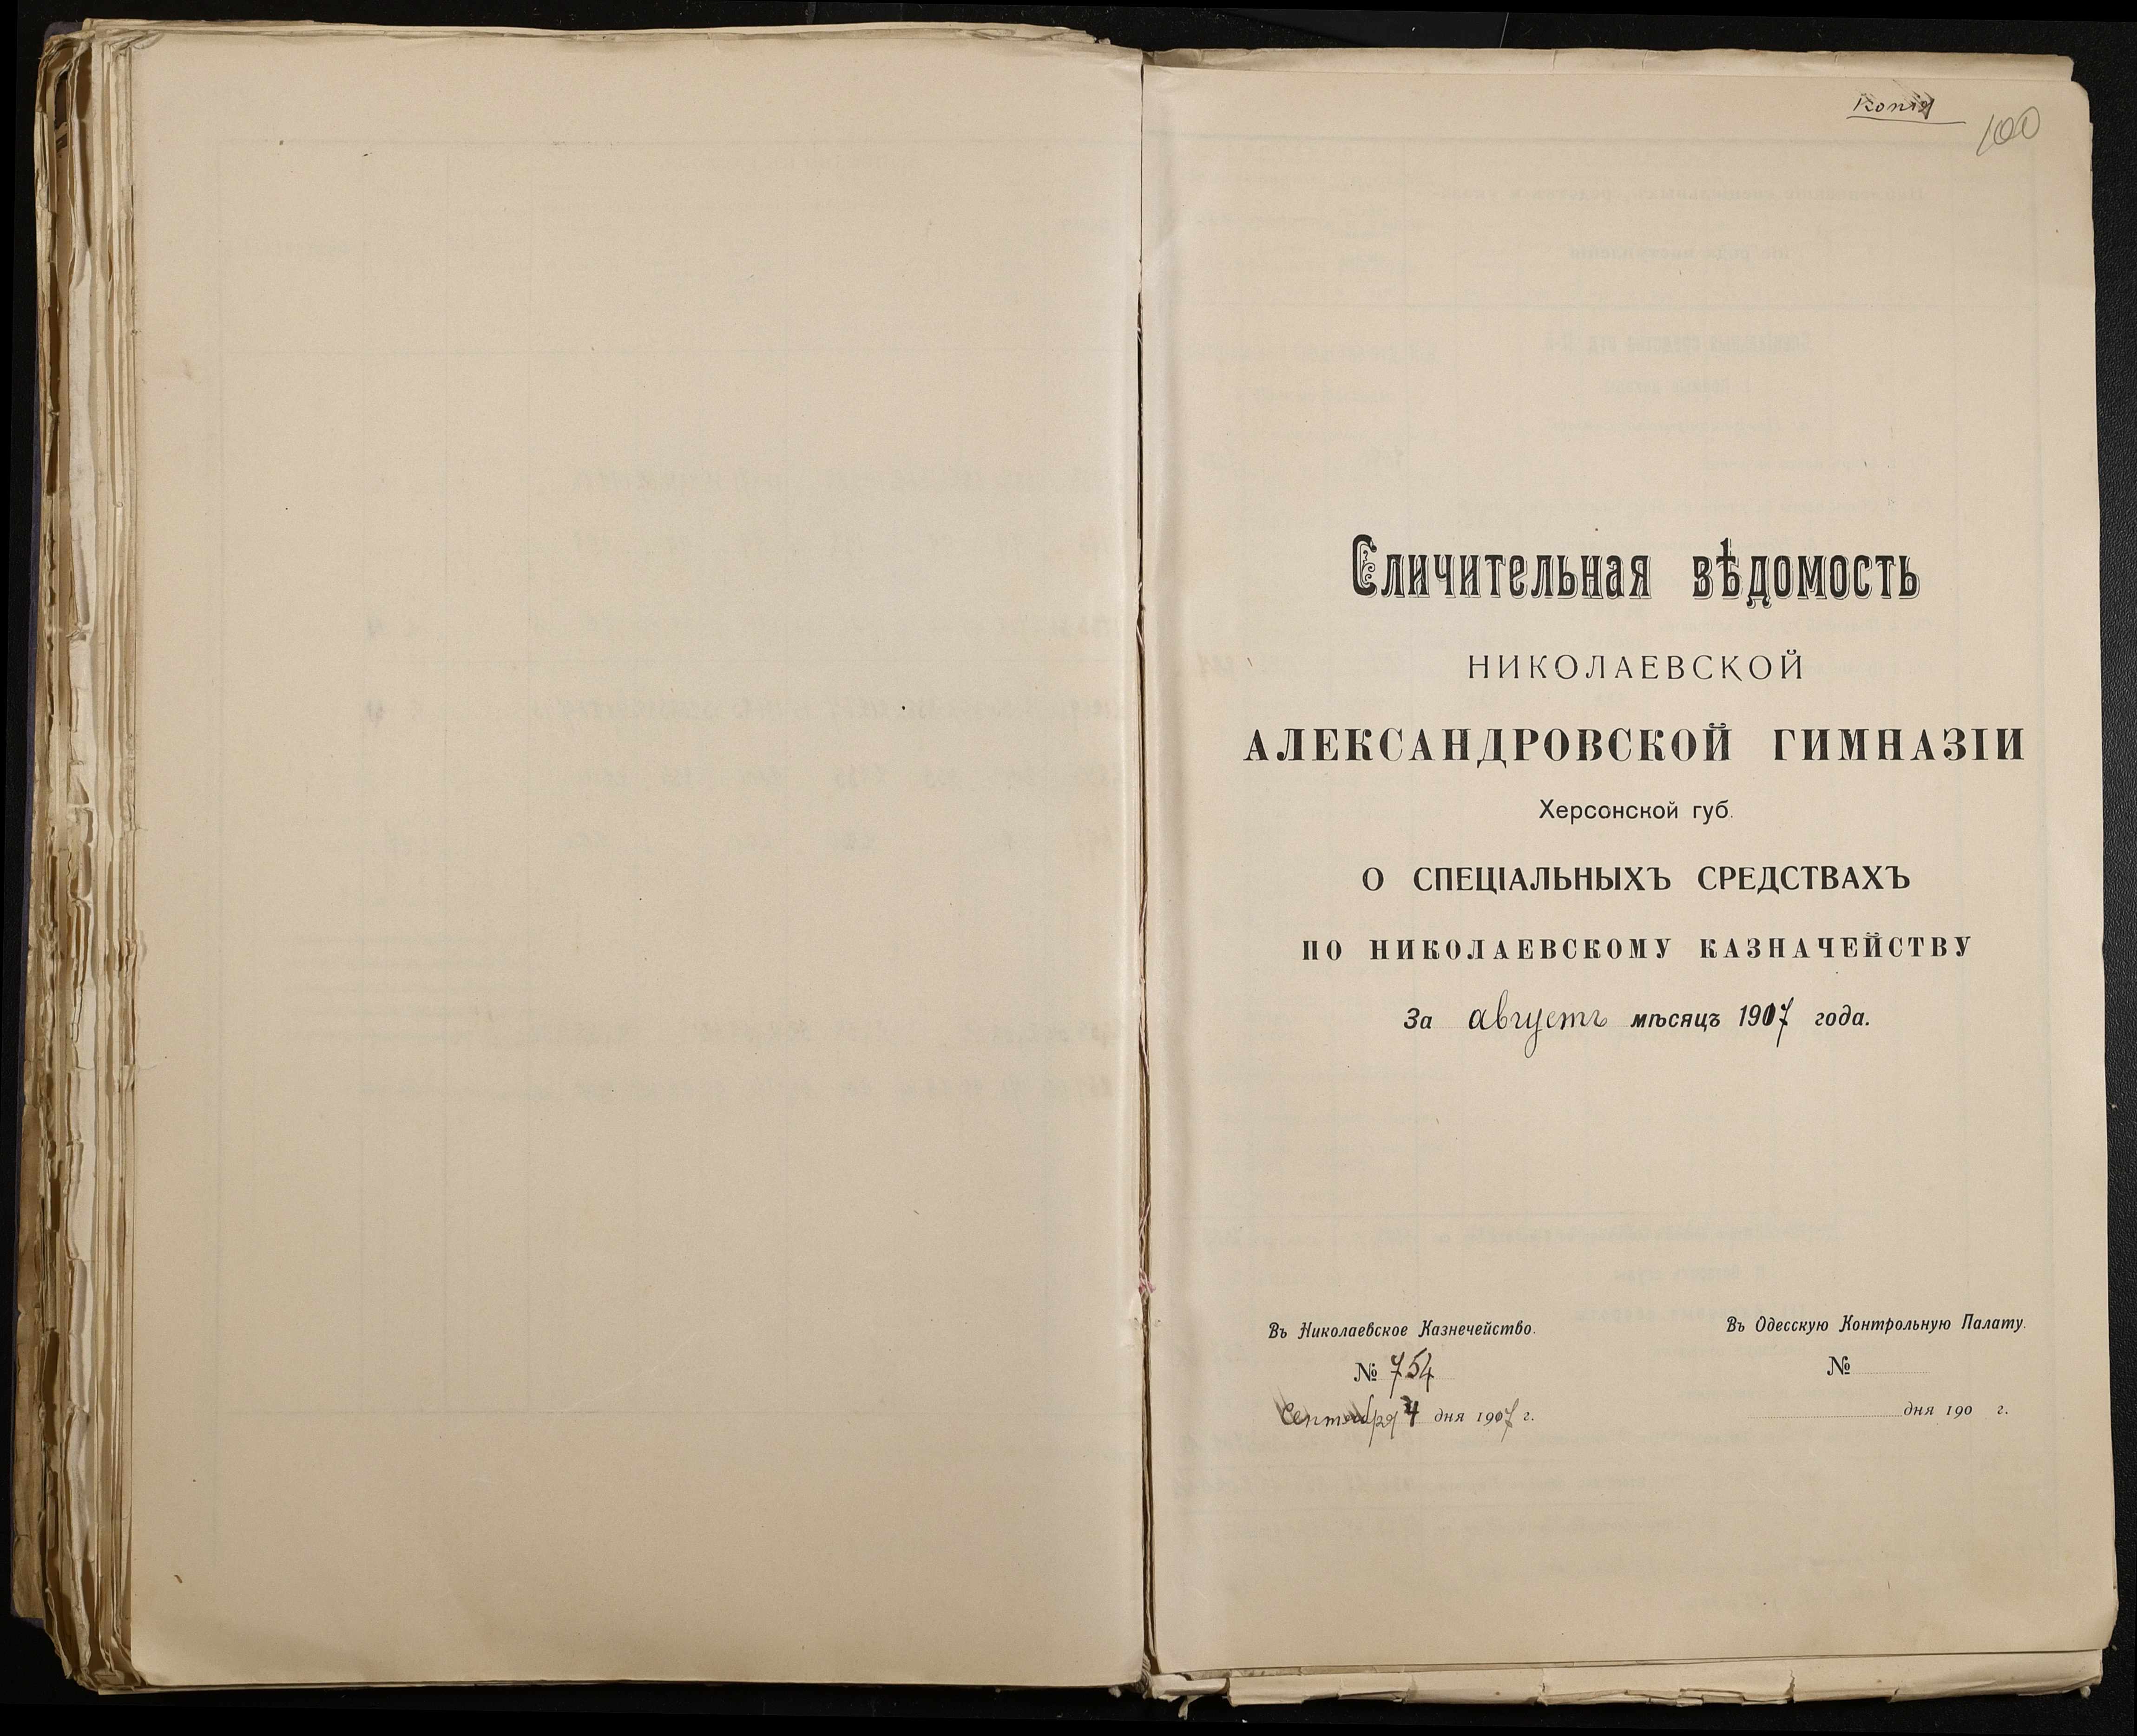 Копія
100
Сличительная вѣдомость
НИКОЛАЕВСКОЙ
АЛЕКСАНДРОВСКОЙ ГИМНАЗІИ
Херсонской губ.
О СПЕЦІАЛЬНЫХЪ СРЕДСТВАХЪ
ПО НИКОЛАЕВСКОМУ КАЗНАЧЕЙСТВУ
За августъ мѣсяцъ 1907 года.
Въ Николаевское Казнечейство.
№ 754
Сентября 4 дня 1907 г.
Въ Одесскую Контрольную Палату.
№
дня 190 г.